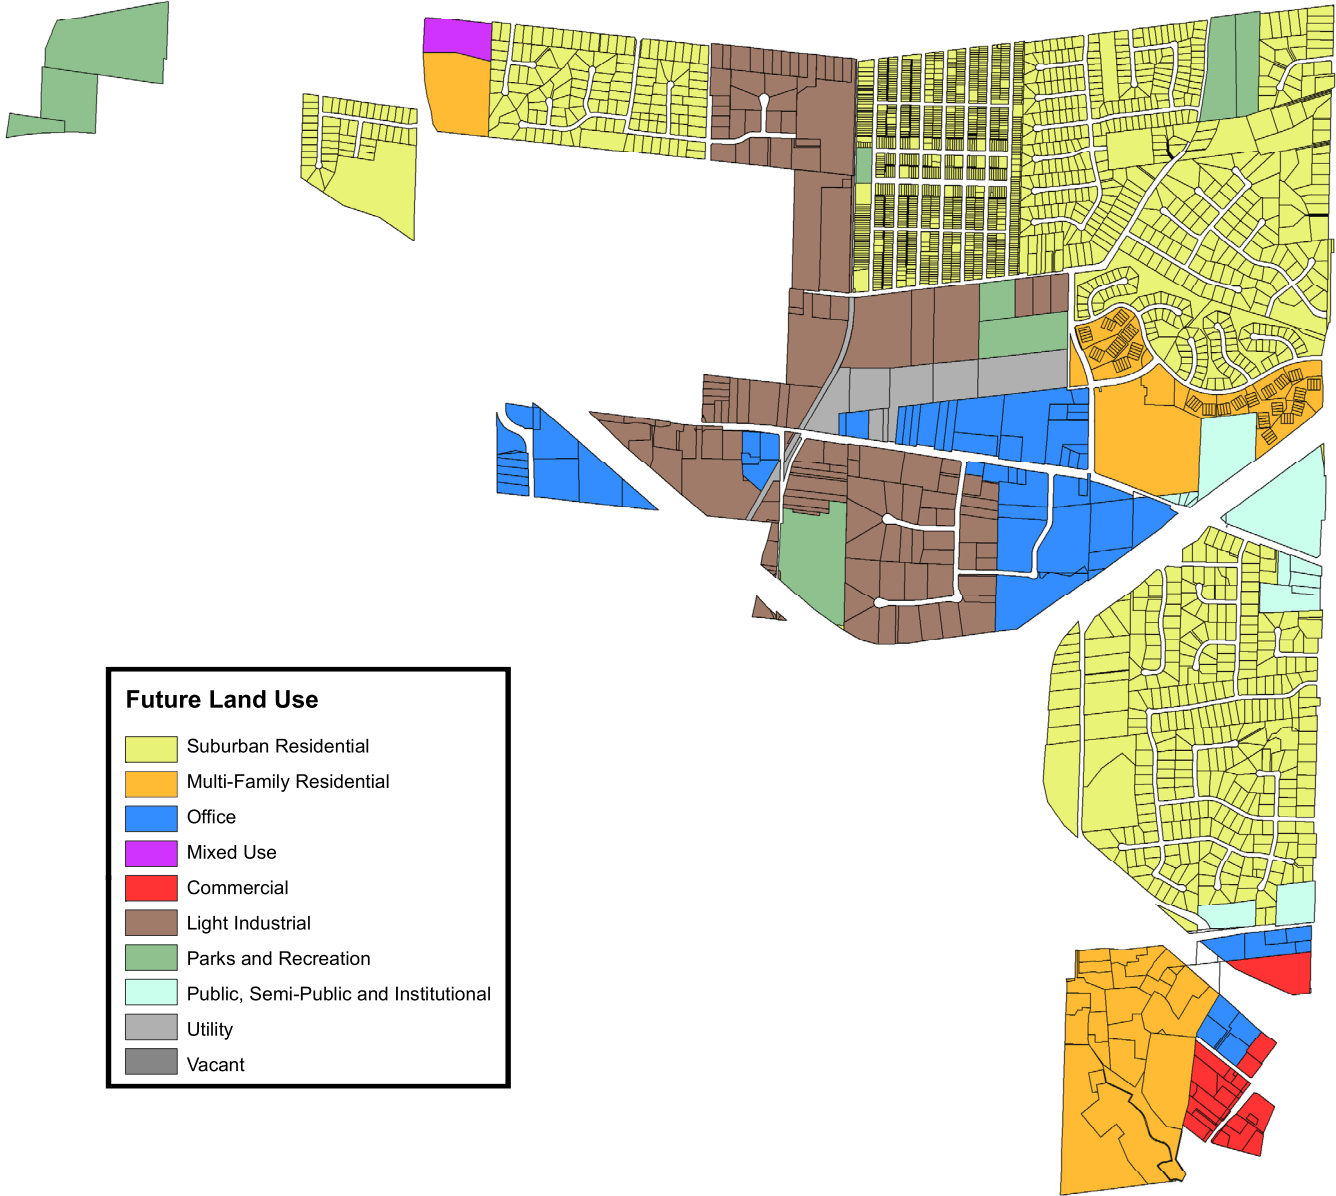 Future Land Use
Suburban Residential
Multi-Family Residential
Office
Mixed Use
Commercial
Light Industrial
Parks and Recreation
Public, Semi-Public and Institutional
Utility
Vacant